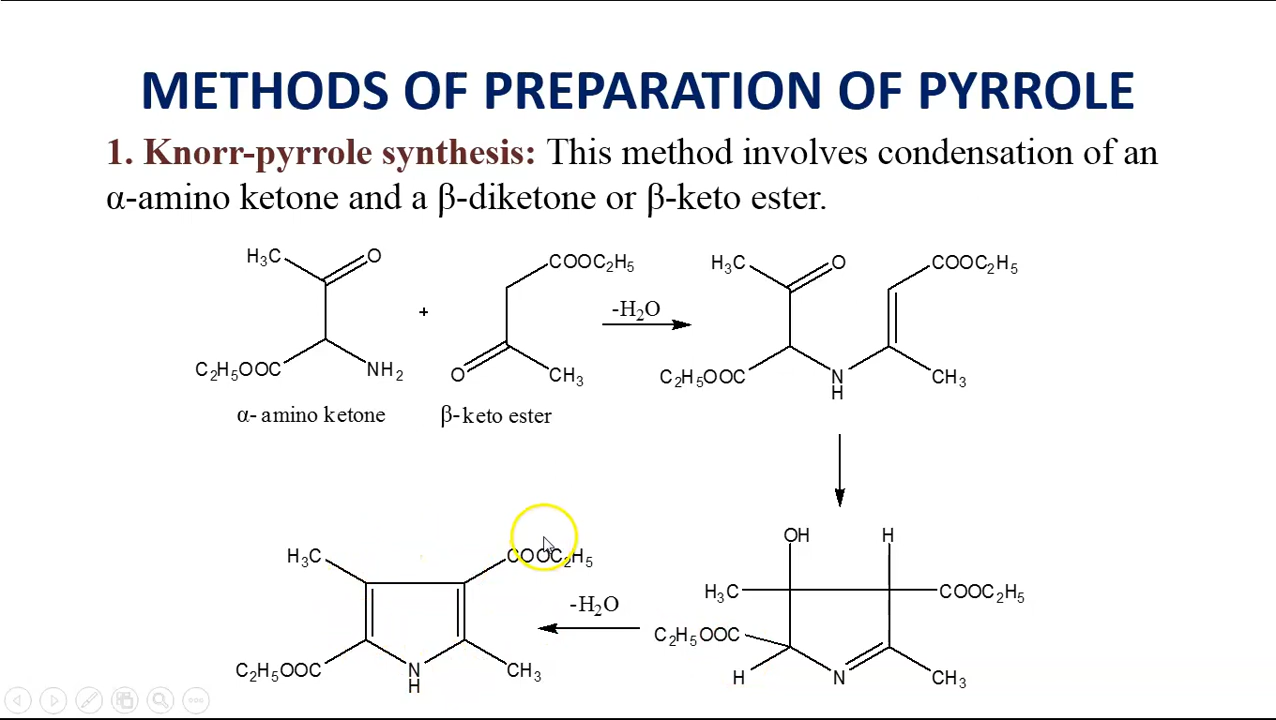 METHODS OF PREPARATION OF PYRROLE
1. Knorr-pyrrole synthesis: This method involves condensation of an
α-amino ketone and a β-diketone or β-keto ester.
H₃C O COOC₂H₅ H₃C O COOC₂H₅
+ -H₂O
C₂H₅OOC NH₂ O CH₃ C₂H₅OOC N H CH₃
α- amino ketone β-keto ester
OH H
H₃C COOC₂H₅ H₃C COOC₂H₅
-H₂O C₂H₅OOC
C₂H₅OOC N H CH₃ H N CH₃